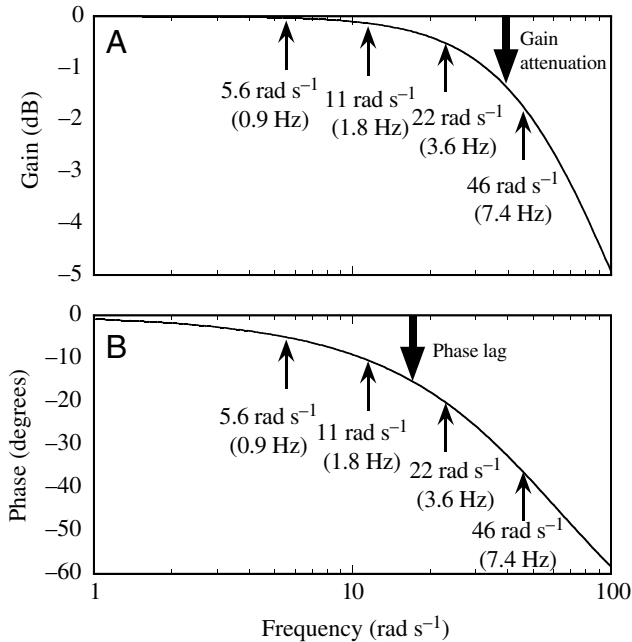 A
0
–1
–2
–3
–4
–5
Gain (dB)
Gain
attenuation
5.6 rad s–1
(0.9 Hz)
11 rad s–1
(1.8 Hz)
22 rad s–1
(3.6 Hz)
46 rad s–1
(7.4 Hz)
B
0
–10
–20
–30
–40
–50
–60
Phase (degrees)
Phase lag
5.6 rad s–1
(0.9 Hz)
11 rad s–1
(1.8 Hz)
22 rad s–1
(3.6 Hz)
46 rad s–1
(7.4 Hz)
1 10 100
Frequency (rad s–1)